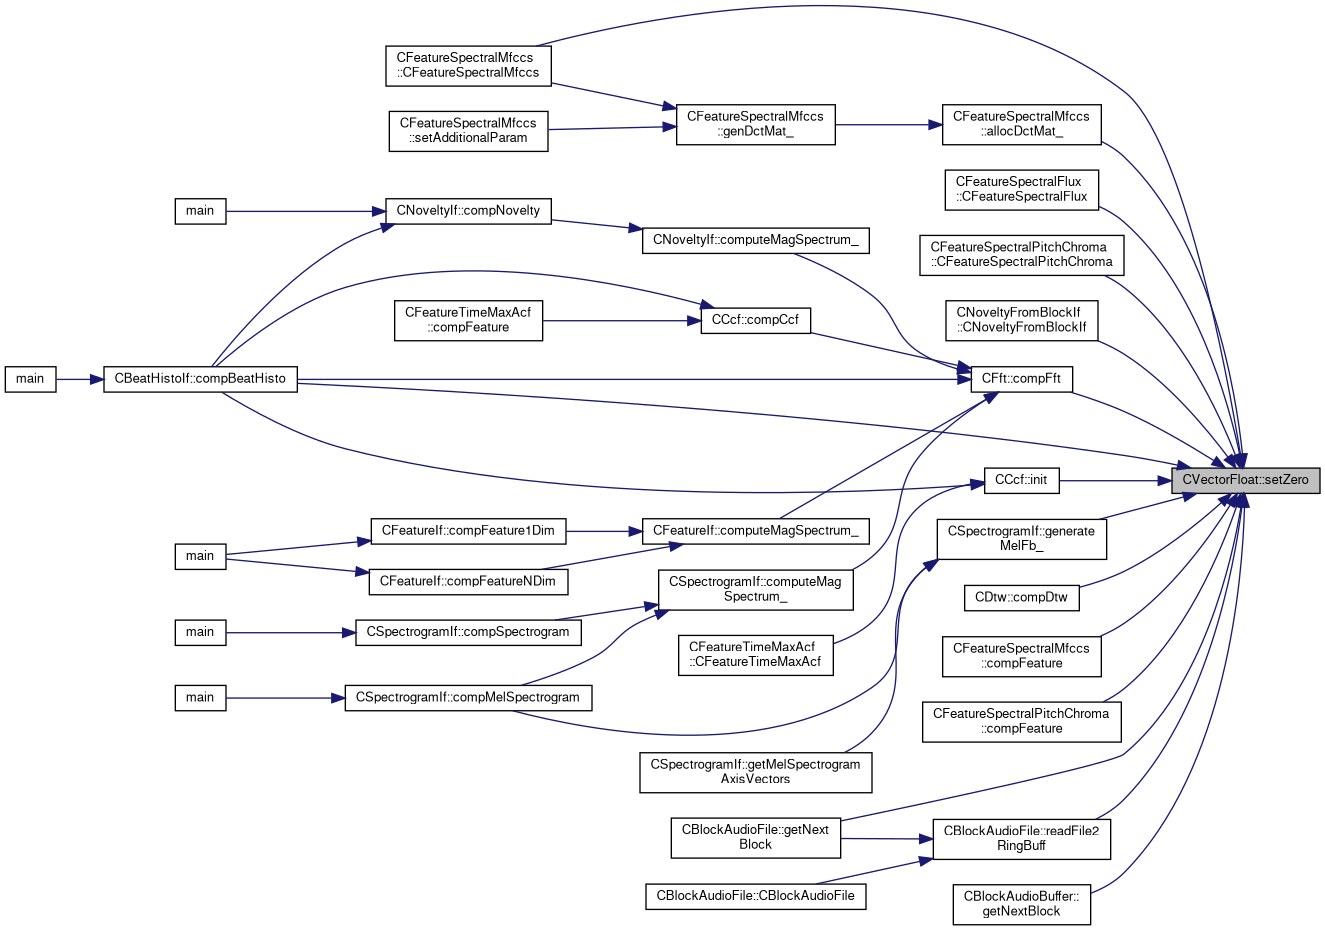 CFeatureSpectralMfccs
::CFeatureSpectralMfccs
CFeatureSpectralMfccs
::setAdditionalParam
CFeatureSpectralMfccs
::genDctMat_
CFeatureSpectralMfccs
::allocDctMat_
CFeatureSpectralFlux
::CFeatureSpectralFlux
main
CNoveltyIf::compNovelty
CNoveltyIf::computeMagSpectrum_
CFeatureSpectralPitchChroma
::CFeatureSpectralPitchChroma
CFeatureTimeMaxAcf
::compFeature
CCcf::compCcf
CNoveltyFromBlockIf
::CNoveltyFromBlockIf
main
CBeatHistoIf::compBeatHisto
CFft::compFft
CCcf::init
CVectorFloat::setZero
main
CFeatureIf::compFeature1Dim
CFeatureIf::compFeatureNDim
CFeatureIf::computeMagSpectrum_
CSpectrogramIf::generate
MelFb_
CSpectrogramIf::computeMag
Spectrum_
CDtw::compDtw
main
CSpectrogramIf::compSpectrogram
CFeatureTimeMaxAcf
::CFeatureTimeMaxAcf
CFeatureSpectralMfccs
::compFeature
main
CSpectrogramIf::compMelSpectrogram
CFeatureSpectralPitchChroma
::compFeature
CSpectrogramIf::getMelSpectrogram
AxisVectors
CBlockAudioFile::getNext
Block
CBlockAudioFile::readFile2
RingBuff
CBlockAudioFile::CBlockAudioFile
CBlockAudioBuffer::
getNextBlock